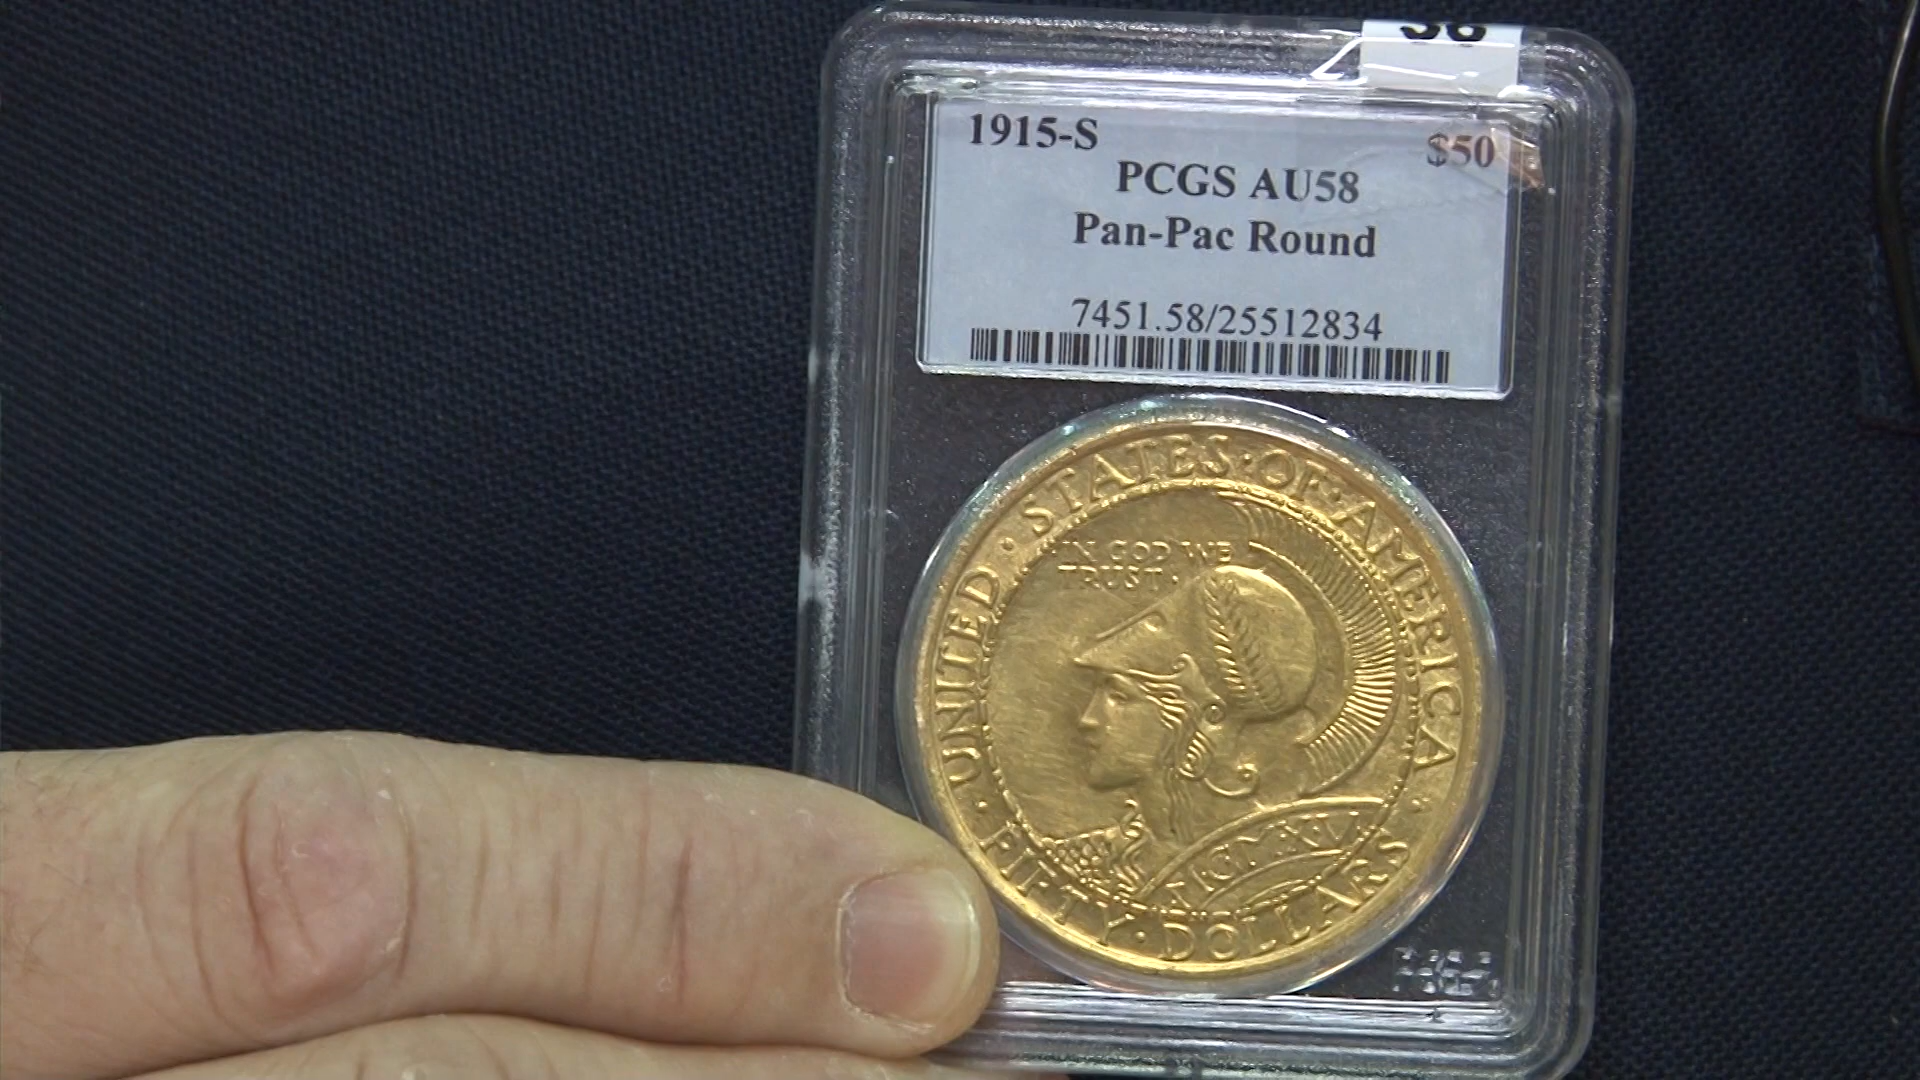 1915-S $50
PCGS AU58
Pan-Pac Round
7451.58/25512834
UNITED · STATES · OF · AMERICA ·
IN GOD WE
TRUST ·
FIFTY · DOLLARS